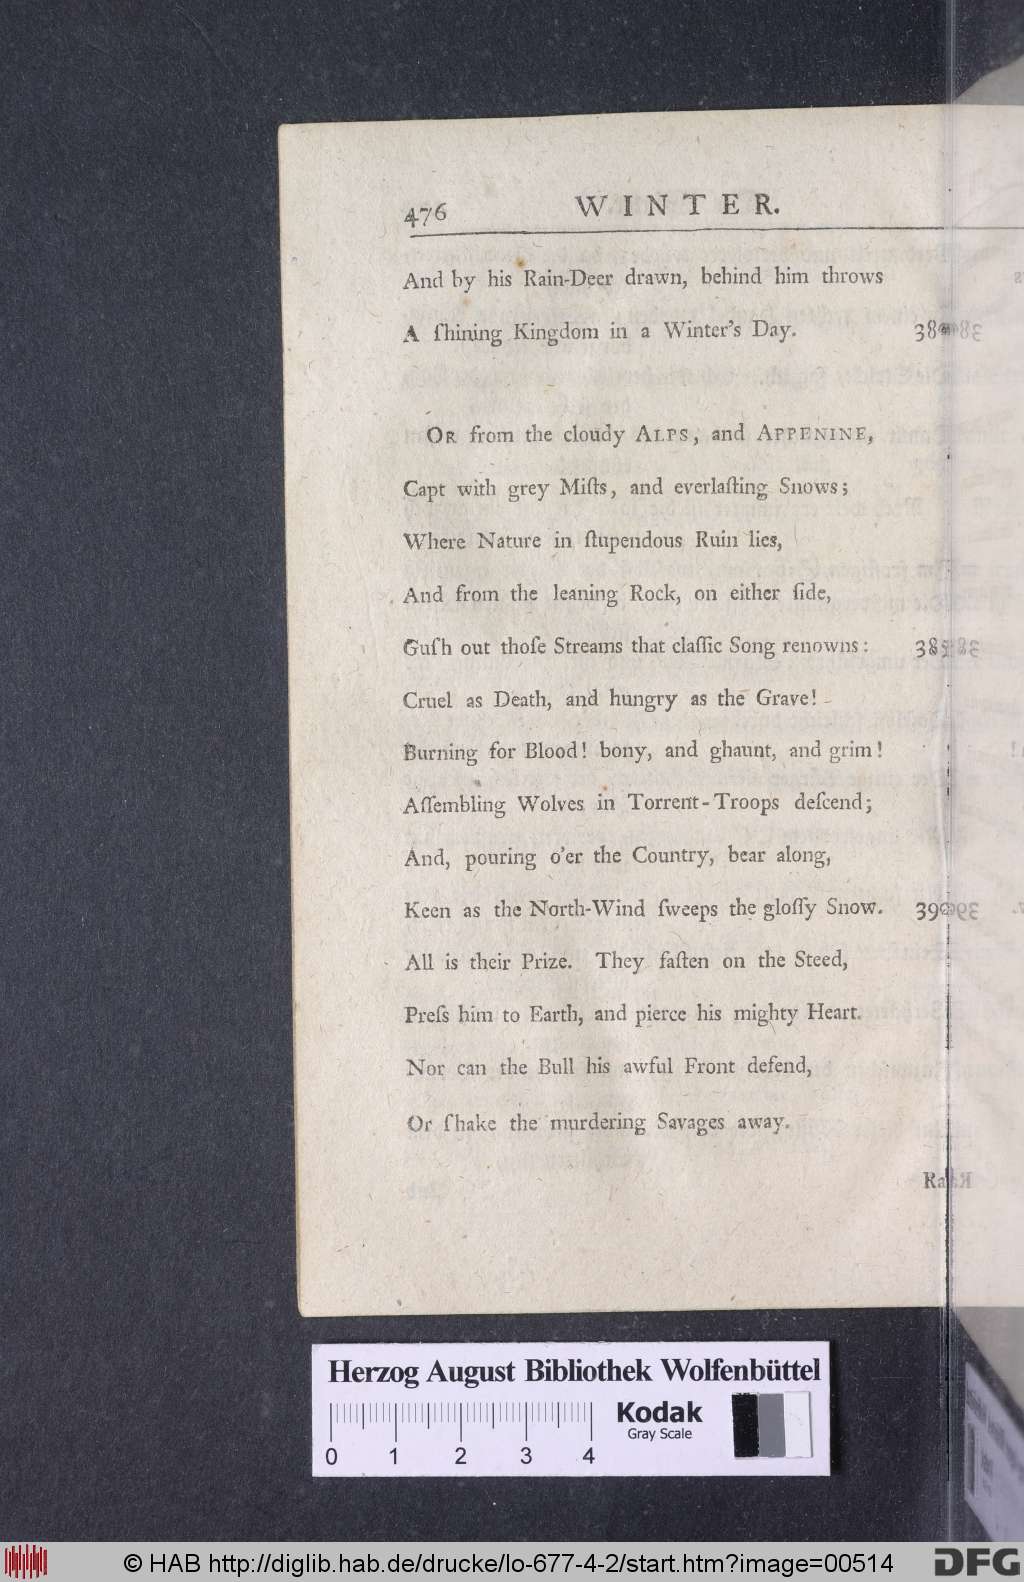 476 WINTER.
And by his Rain-Deer drawn, behind him throws
A ſhining Kingdom in a Winter's Day. 380
OR from the cloudy ALPS, and APPENINE,
Capt with grey Miſts, and everlaſting Snows;
Where Nature in ſtupendous Ruin lies,
And from the leaning Rock, on either ſide,
Guſh out thoſe Streams that claſſic Song renowns: 385
Cruel as Death, and hungry as the Grave!
Burning for Blood! bony, and ghaunt, and grim!
Aſſembling Wolves in Torrent-Troops deſcend;
And, pouring o'er the Country, bear along,
Keen as the North-Wind ſweeps the gloſſy Snow. 390
All is their Prize. They faſten on the Steed,
Preſs him to Earth, and pierce his mighty Heart.
Nor can the Bull his awful Front defend,
Or ſhake the murdering Savages away.
Herzog August Bibliothek Wolfenbüttel
Kodak
Gray Scale
0 1 2 3 4
© HAB http://diglib.hab.de/drucke/lo-677-4-2/start.htm?image=00514
DFG